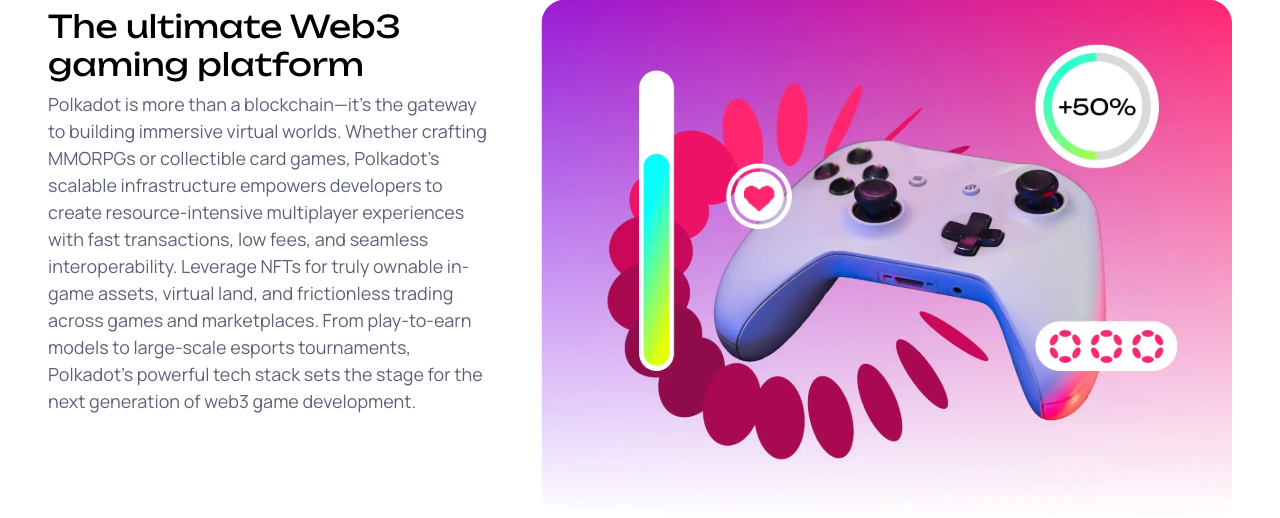 The ultimate Web3
gaming platform
Polkadot is more than a blockchain—it's the gateway
to building immersive virtual worlds. Whether crafting
MMORPGs or collectible card games, Polkadot's
scalable infrastructure empowers developers to
create resource-intensive multiplayer experiences
with fast transactions, low fees, and seamless
interoperability. Leverage NFTs for truly ownable in-
game assets, virtual land, and frictionless trading
across games and marketplaces. From play-to-earn
models to large-scale esports tournaments,
Polkadot's powerful tech stack sets the stage for the
next generation of web3 game development.
+50%